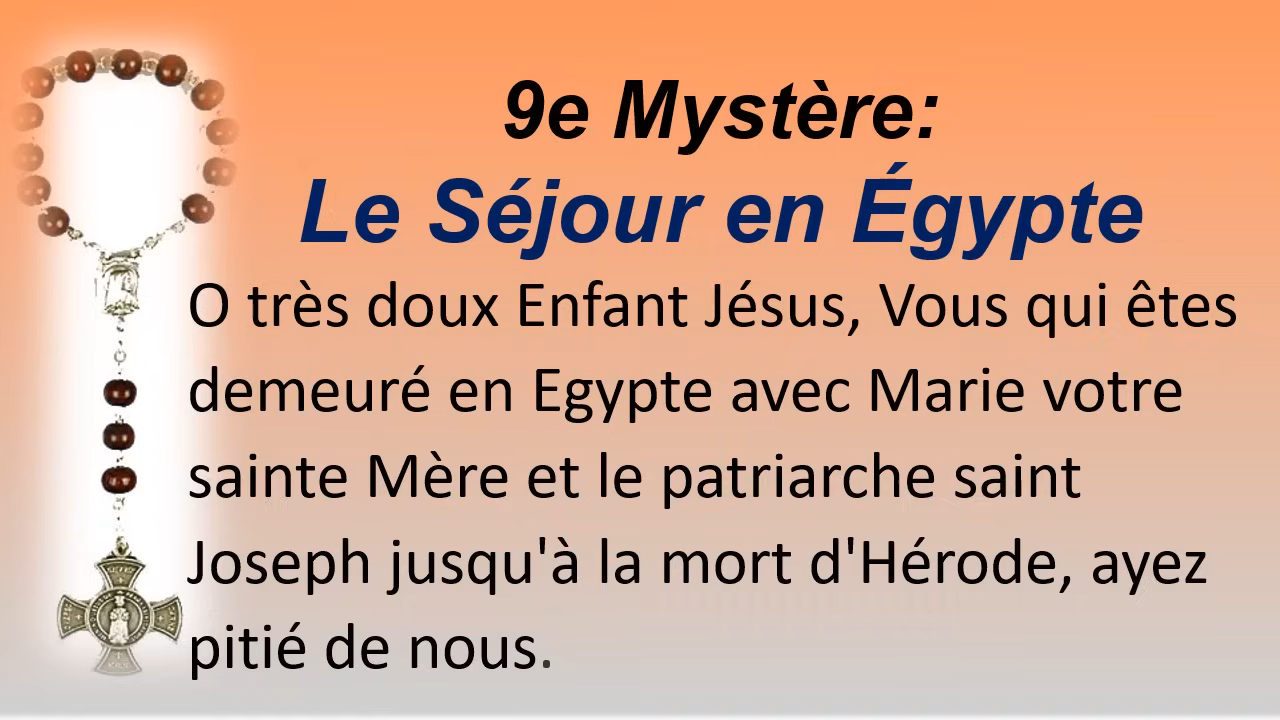 9e Mystère:
Le Séjour en Égypte
O très doux Enfant Jésus, Vous qui êtes
demeuré en Egypte avec Marie votre
sainte Mère et le patriarche saint
Joseph jusqu'à la mort d'Hérode, ayez
pitié de nous.